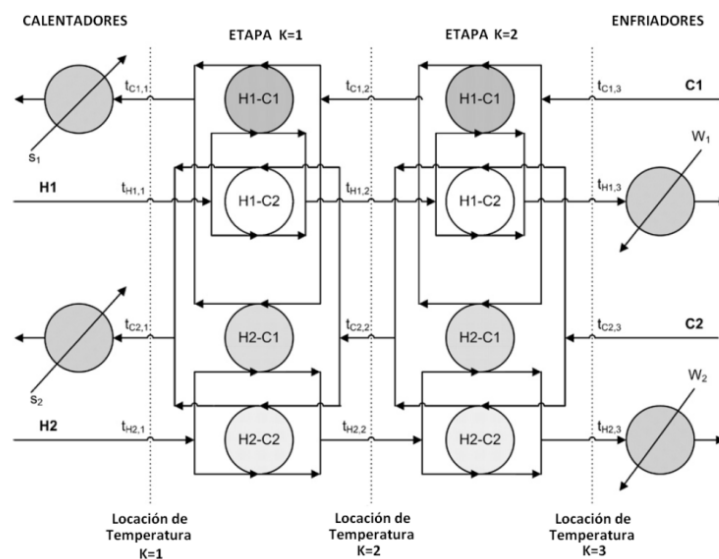 CALENTADORES
ETAPA K=1
ETAPA K=2
ENFRIADORES
tC1,1
H1-C1
tC1,2
H1-C1
tC1,3
C1
S1
W1
H1
tH1,1
H1-C2
tH1,2
H1-C2
tH1,3
tC2,1
H2-C1
tC2,2
H2-C1
tC2,3
C2
S2
W2
H2
tH2,1
H2-C2
tH2,2
H2-C2
tH2,3
Locación de
Temperatura
K=1
Locación de
Temperatura
K=2
Locación de
Temperatura
K=3